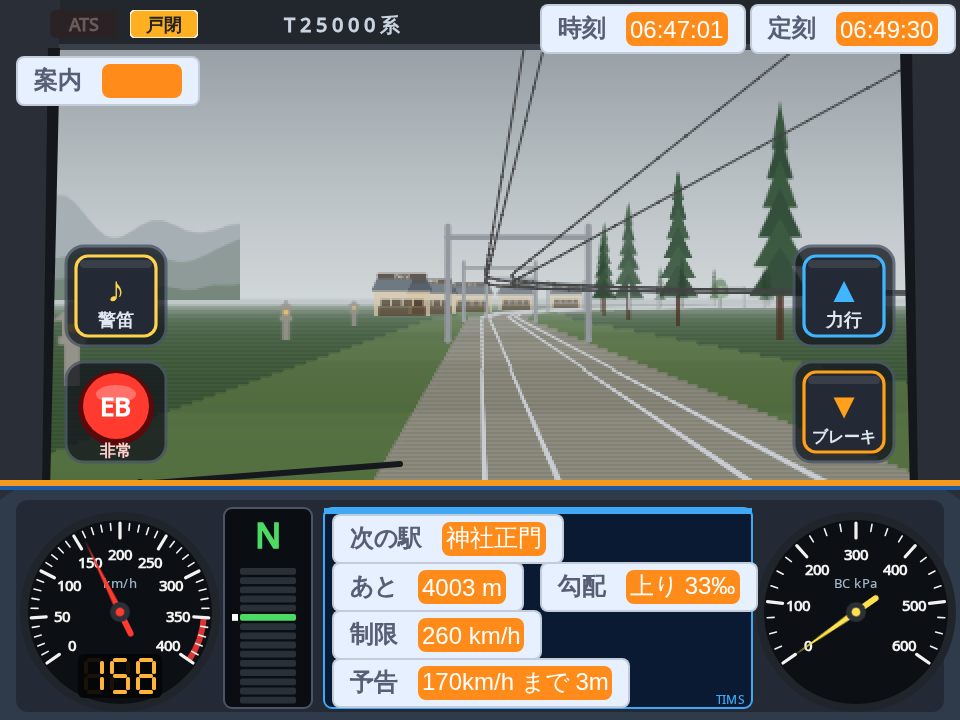 ATS
戸閉
T25000系
時刻 06:47:01
定刻 06:49:30
案内
♪
警笛
EB
非常
▲
力行
▼
ブレーキ
0
50
100
150
200
250
300
350
400
km/h
158
N
次の駅 神社正門
あと 4003 m
勾配 上り 33‰
制限 260 km/h
予告 170km/h まで 3m
TIMS
0
100
200
300
400
500
600
BC kPa